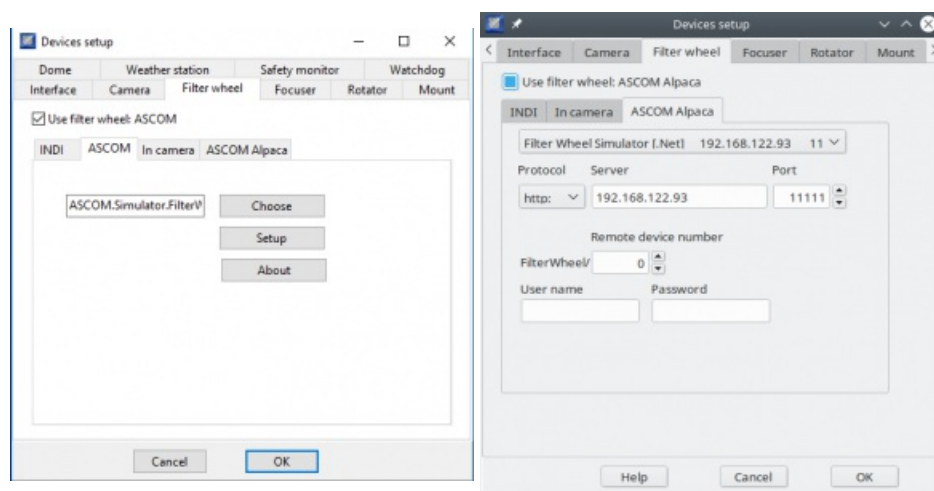 Devices setup
Dome Weather station Safety monitor Watchdog
Interface Camera Filter wheel Focuser Rotator Mount
Use filter wheel: ASCOM
INDI ASCOM In camera ASCOM Alpaca
ASCOM.Simulator.FilterW Choose
Setup
About
Cancel OK
Devices setup
Interface Camera Filter wheel Focuser Rotator Mount
Use filter wheel: ASCOM Alpaca
INDI In camera ASCOM Alpaca
Filter Wheel Simulator [.Net] 192.168.122.93 11
Protocol Server Port
http: 192.168.122.93 11111
Remote device number
FilterWheel/ 0
User name Password
Help Cancel OK